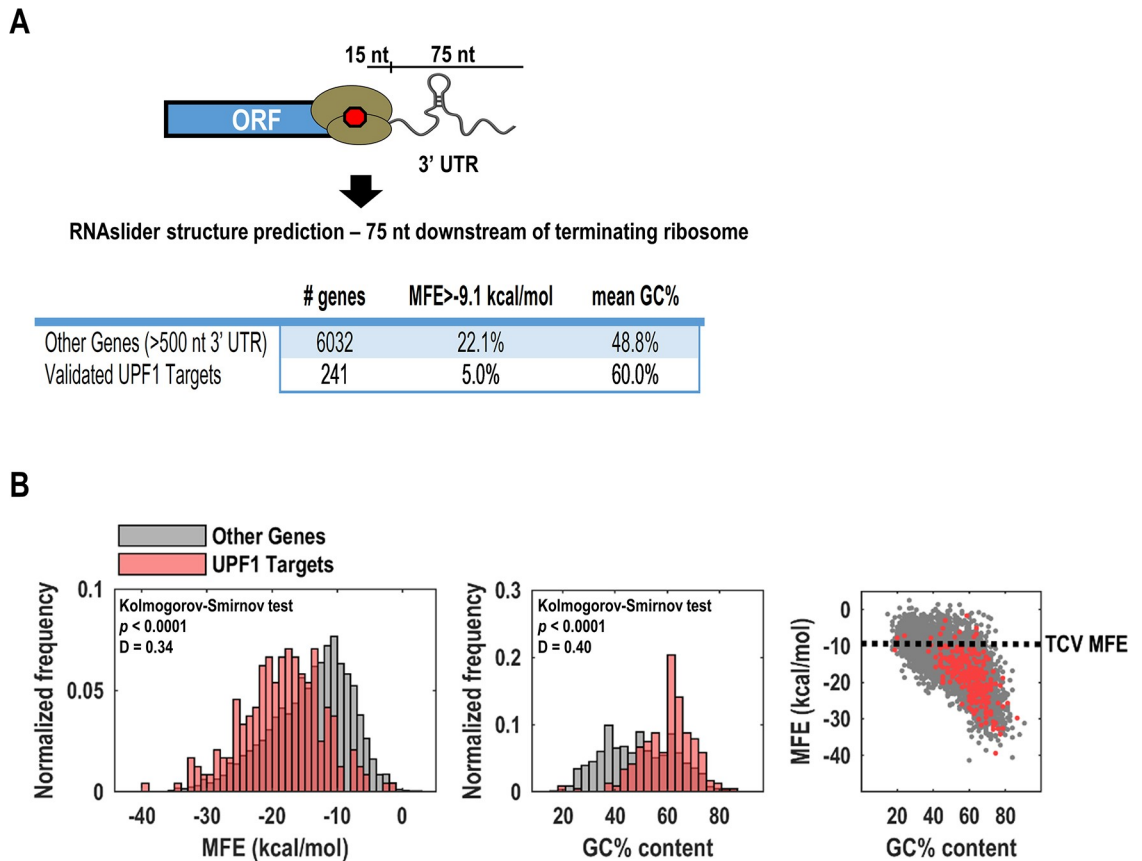 A
15 nt 75 nt
ORF
3’ UTR
RNAslider structure prediction – 75 nt downstream of terminating ribosome
# genes MFE>-9.1 kcal/mol mean GC%
Other Genes (>500 nt 3’ UTR) 6032 22.1% 48.8%
Validated UPF1 Targets 241 5.0% 60.0%
B
Other Genes
UPF1 Targets
Normalized frequency
0.1
0.05
0
Kolmogorov-Smirnov test
p < 0.0001
D = 0.34
-40 -30 -20 -10 0
MFE (kcal/mol)
Normalized frequency
0.3
0.2
0.1
0
Kolmogorov-Smirnov test
p < 0.0001
D = 0.40
20 40 60 80
GC% content
MFE (kcal/mol)
0
-10
-20
-30
-40
TCV MFE
20 40 60 80
GC% content